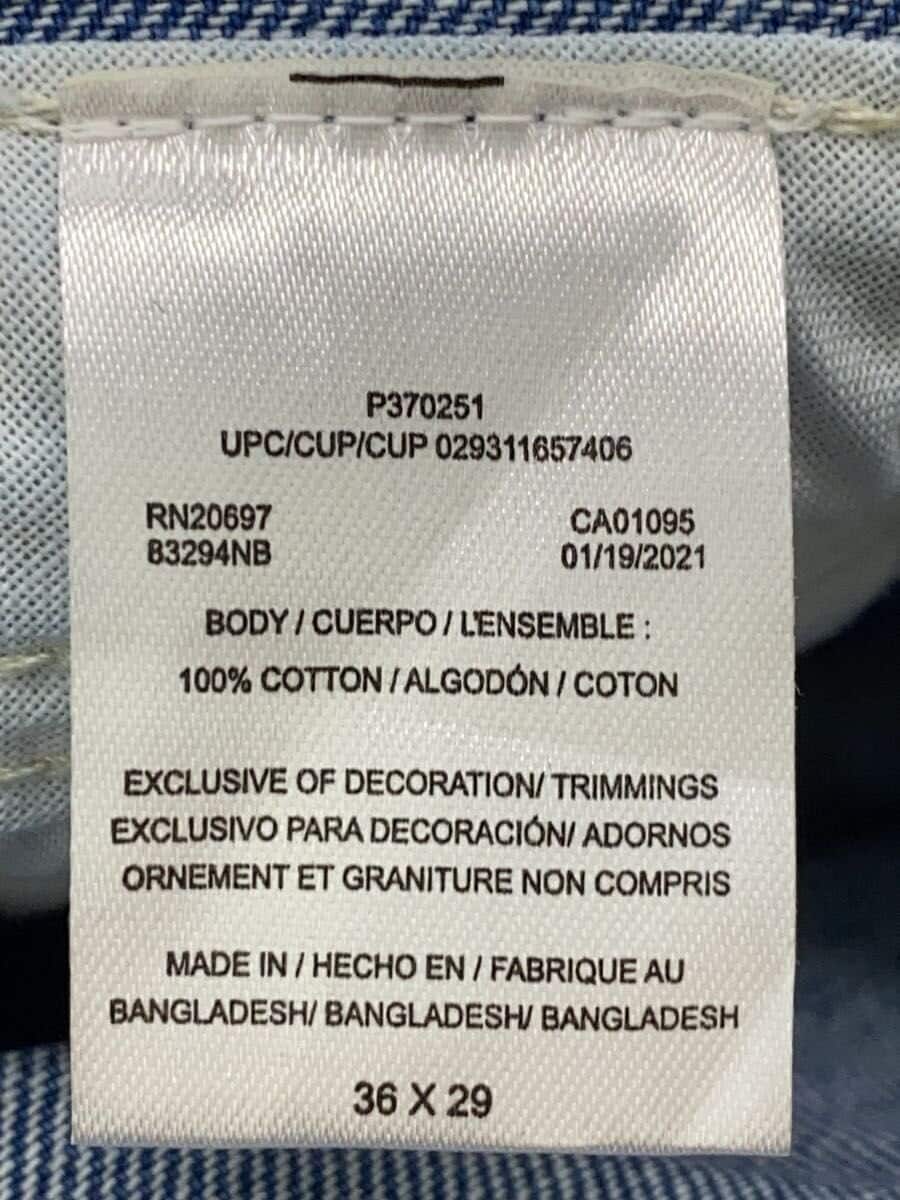 P370251
UPC/CUP/CUP 029311657406
RN20697 CA01095
83294NB 01/19/2021
BODY / CUERPO / L'ENSEMBLE :
100% COTTON / ALGODÓN / COTON
EXCLUSIVE OF DECORATION/ TRIMMINGS
EXCLUSIVO PARA DECORACIÓN/ ADORNOS
ORNEMENT ET GRANITURE NON COMPRIS
MADE IN / HECHO EN / FABRIQUE AU
BANGLADESH/ BANGLADESH/ BANGLADESH
36 X 29